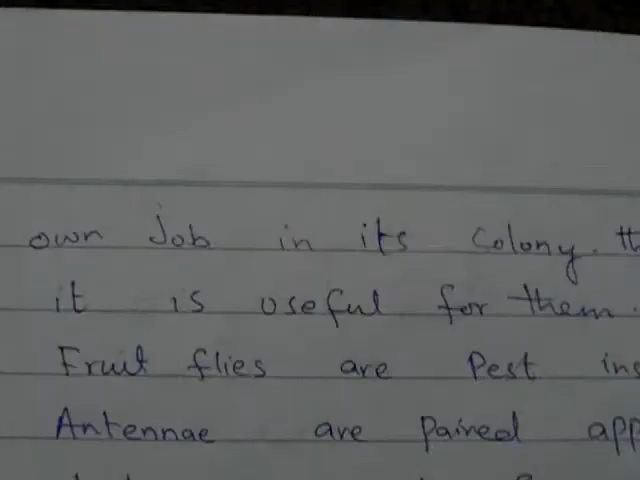 own job in its colony.
it is useful for them.
Fruit flies are Pest
Antennae are paired